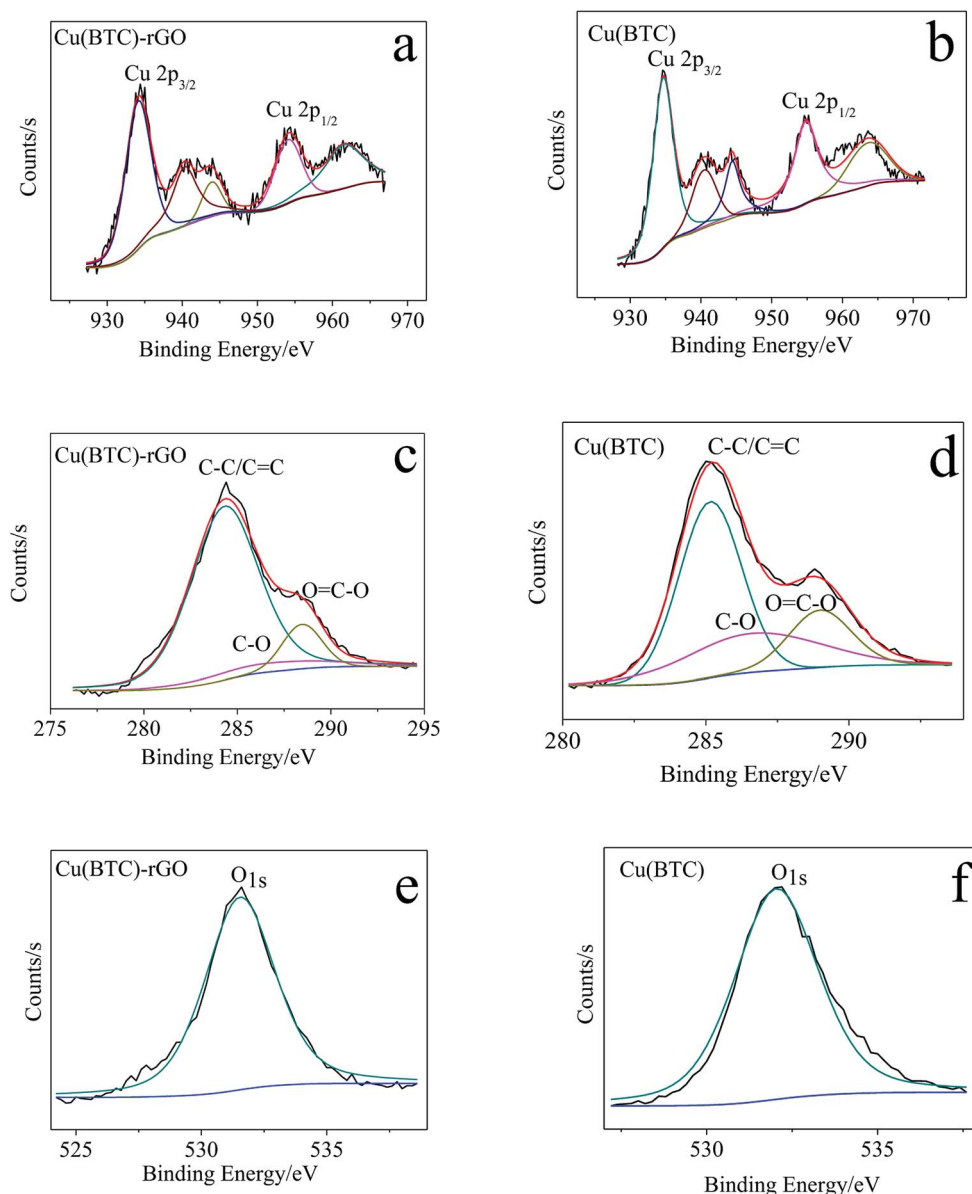 Cu(BTC)-rGO
a
Cu 2p3/2
Cu 2p1/2
Counts/s
930 940 950 960 970
Binding Energy/eV
Cu(BTC)
b
Cu 2p3/2
Cu 2p1/2
Counts/s
930 940 950 960 970
Binding Energy/eV
Cu(BTC)-rGO
c
C-C/C=C
O=C-O
C-O
Counts/s
275 280 285 290 295
Binding Energy/eV
Cu(BTC)
d
C-C/C=C
O=C-O
C-O
Counts/s
280 285 290
Binding Energy/eV
Cu(BTC)-rGO
e
O1s
Counts/s
525 530 535
Binding Energy/eV
Cu(BTC)
f
O1s
Counts/s
530 535
Binding Energy/eV